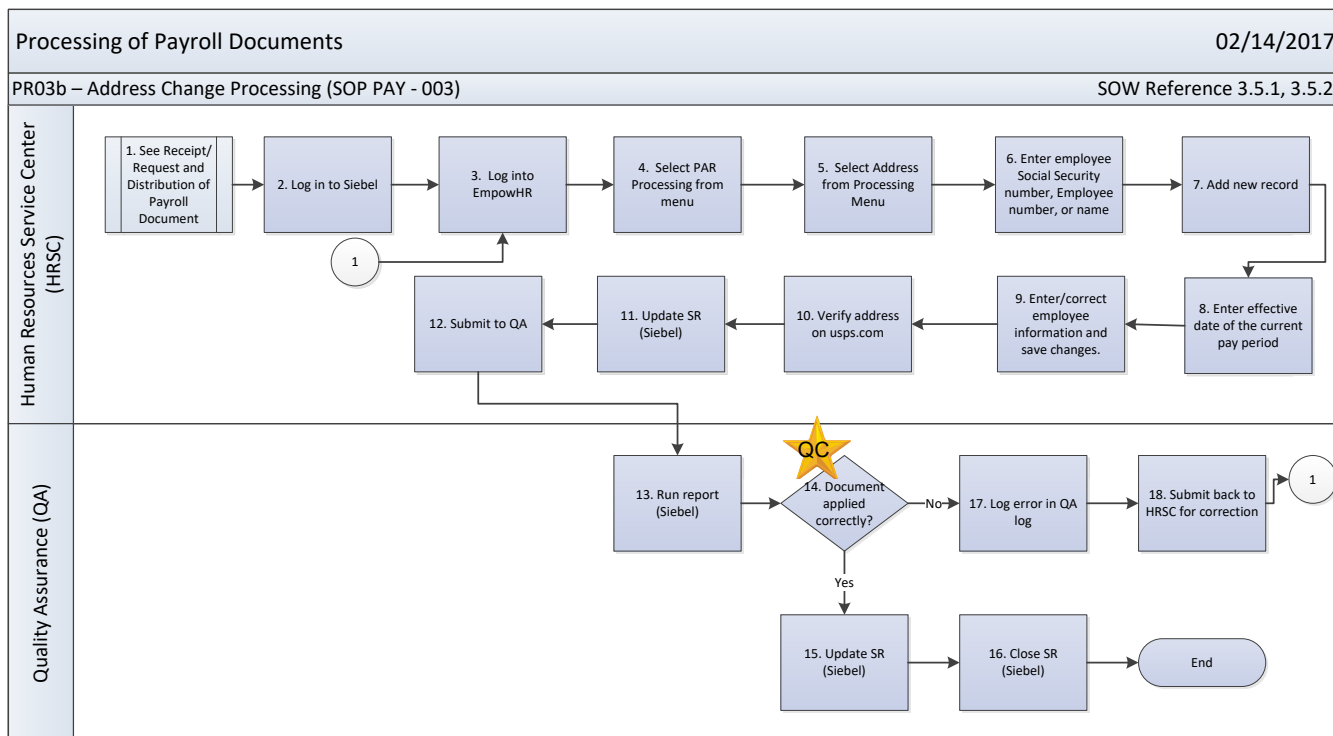 Processing of Payroll Documents
02/14/2017
PR03b – Address Change Processing (SOP PAY - 003)
SOW Reference 3.5.1, 3.5.2
Human Resources Service Center
(HRSC)
1. See Receipt/
Request and
Distribution of
Payroll
Document
2. Log in to Siebel
3. Log into
EmpowHR
4. Select PAR
Processing from
menu
5. Select Address
from Processing
Menu
6. Enter employee
Social Security
number, Employee
number, or name
7. Add new record
1
8. Enter effective
date of the current
pay period
9. Enter/correct
employee
information and
save changes.
10. Verify address
on usps.com
11. Update SR
(Siebel)
12. Submit to QA
Quality Assurance (QA)
13. Run report
(Siebel)
QC
14. Document
applied
correctly?
No
17. Log error in QA
log
18. Submit back to
HRSC for correction
1
Yes
15. Update SR
(Siebel)
16. Close SR
(Siebel)
End